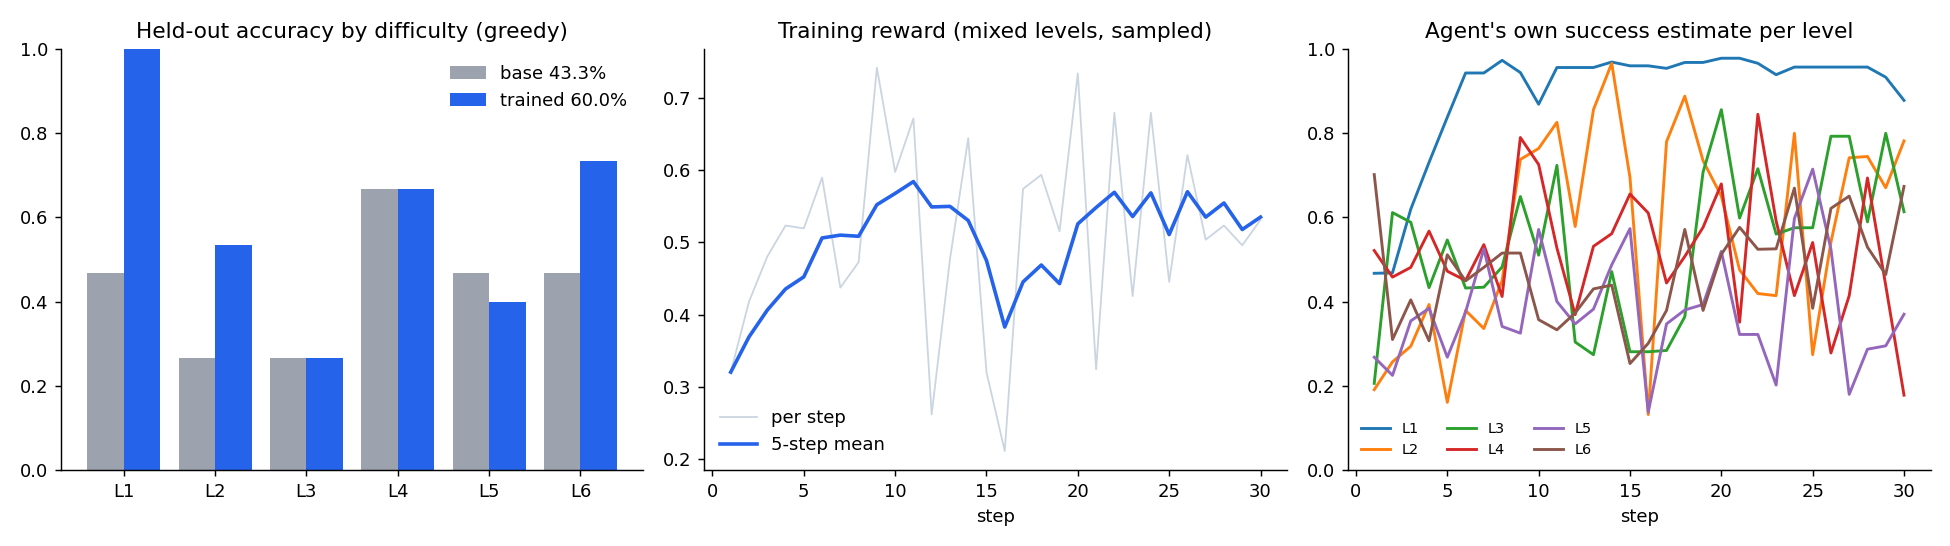 Held-out accuracy by difficulty (greedy)
1.0
0.8
0.6
0.4
0.2
0.0
base 43.3%
trained 60.0%
L1 L2 L3 L4 L5 L6
Training reward (mixed levels, sampled)
0.7
0.6
0.5
0.4
0.3
0.2
per step
5-step mean
0 5 10 15 20 25 30
step
Agent's own success estimate per level
1.0
0.8
0.6
0.4
0.2
0.0
L1 L3 L5
L2 L4 L6
0 5 10 15 20 25 30
step